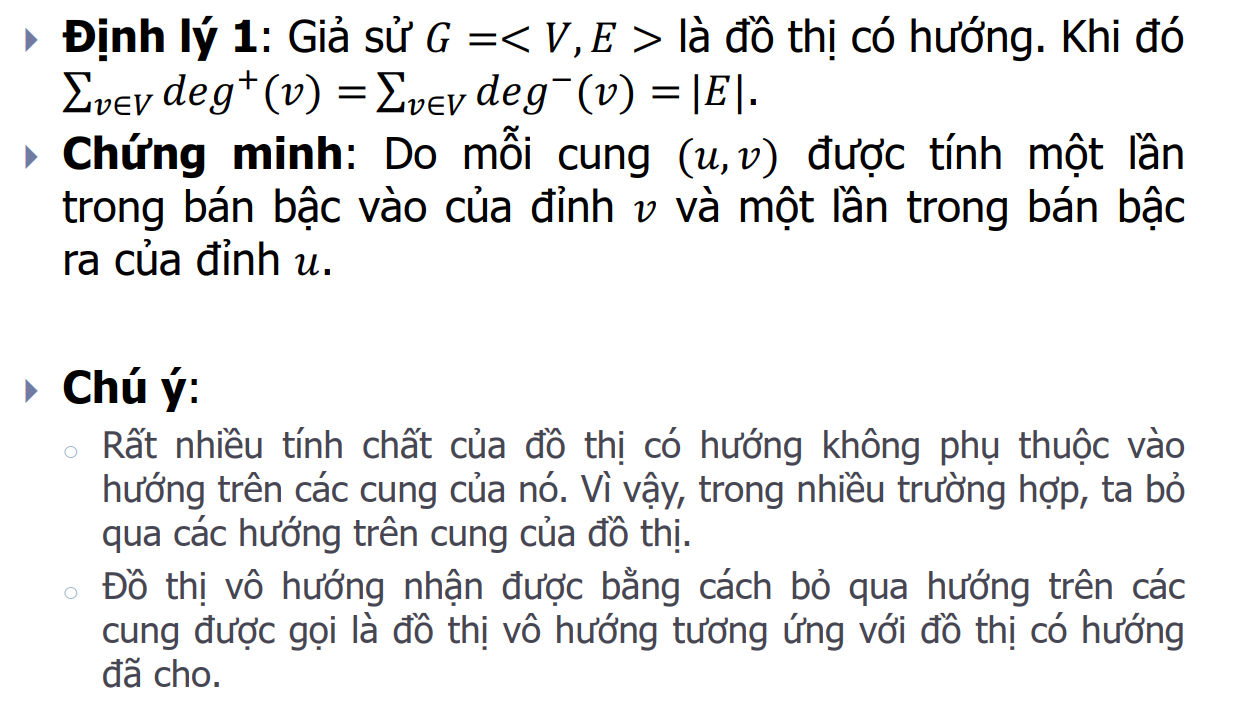 Định lý 1: Giả sử G =< V, E > là đồ thị có hướng. Khi đó
∑v∈V deg⁺(v) = ∑v∈V deg⁻(v) = |E|.
Chứng minh: Do mỗi cung (u, v) được tính một lần
trong bán bậc vào của đỉnh v và một lần trong bán bậc
ra của đỉnh u.
Chú ý:
Rất nhiều tính chất của đồ thị có hướng không phụ thuộc vào
hướng trên các cung của nó. Vì vậy, trong nhiều trường hợp, ta bỏ
qua các hướng trên cung của đồ thị.
Đồ thị vô hướng nhận được bằng cách bỏ qua hướng trên các
cung được gọi là đồ thị vô hướng tương ứng với đồ thị có hướng
đã cho.